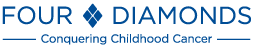 FOUR DIAMONDS
Conquering Childhood Cancer